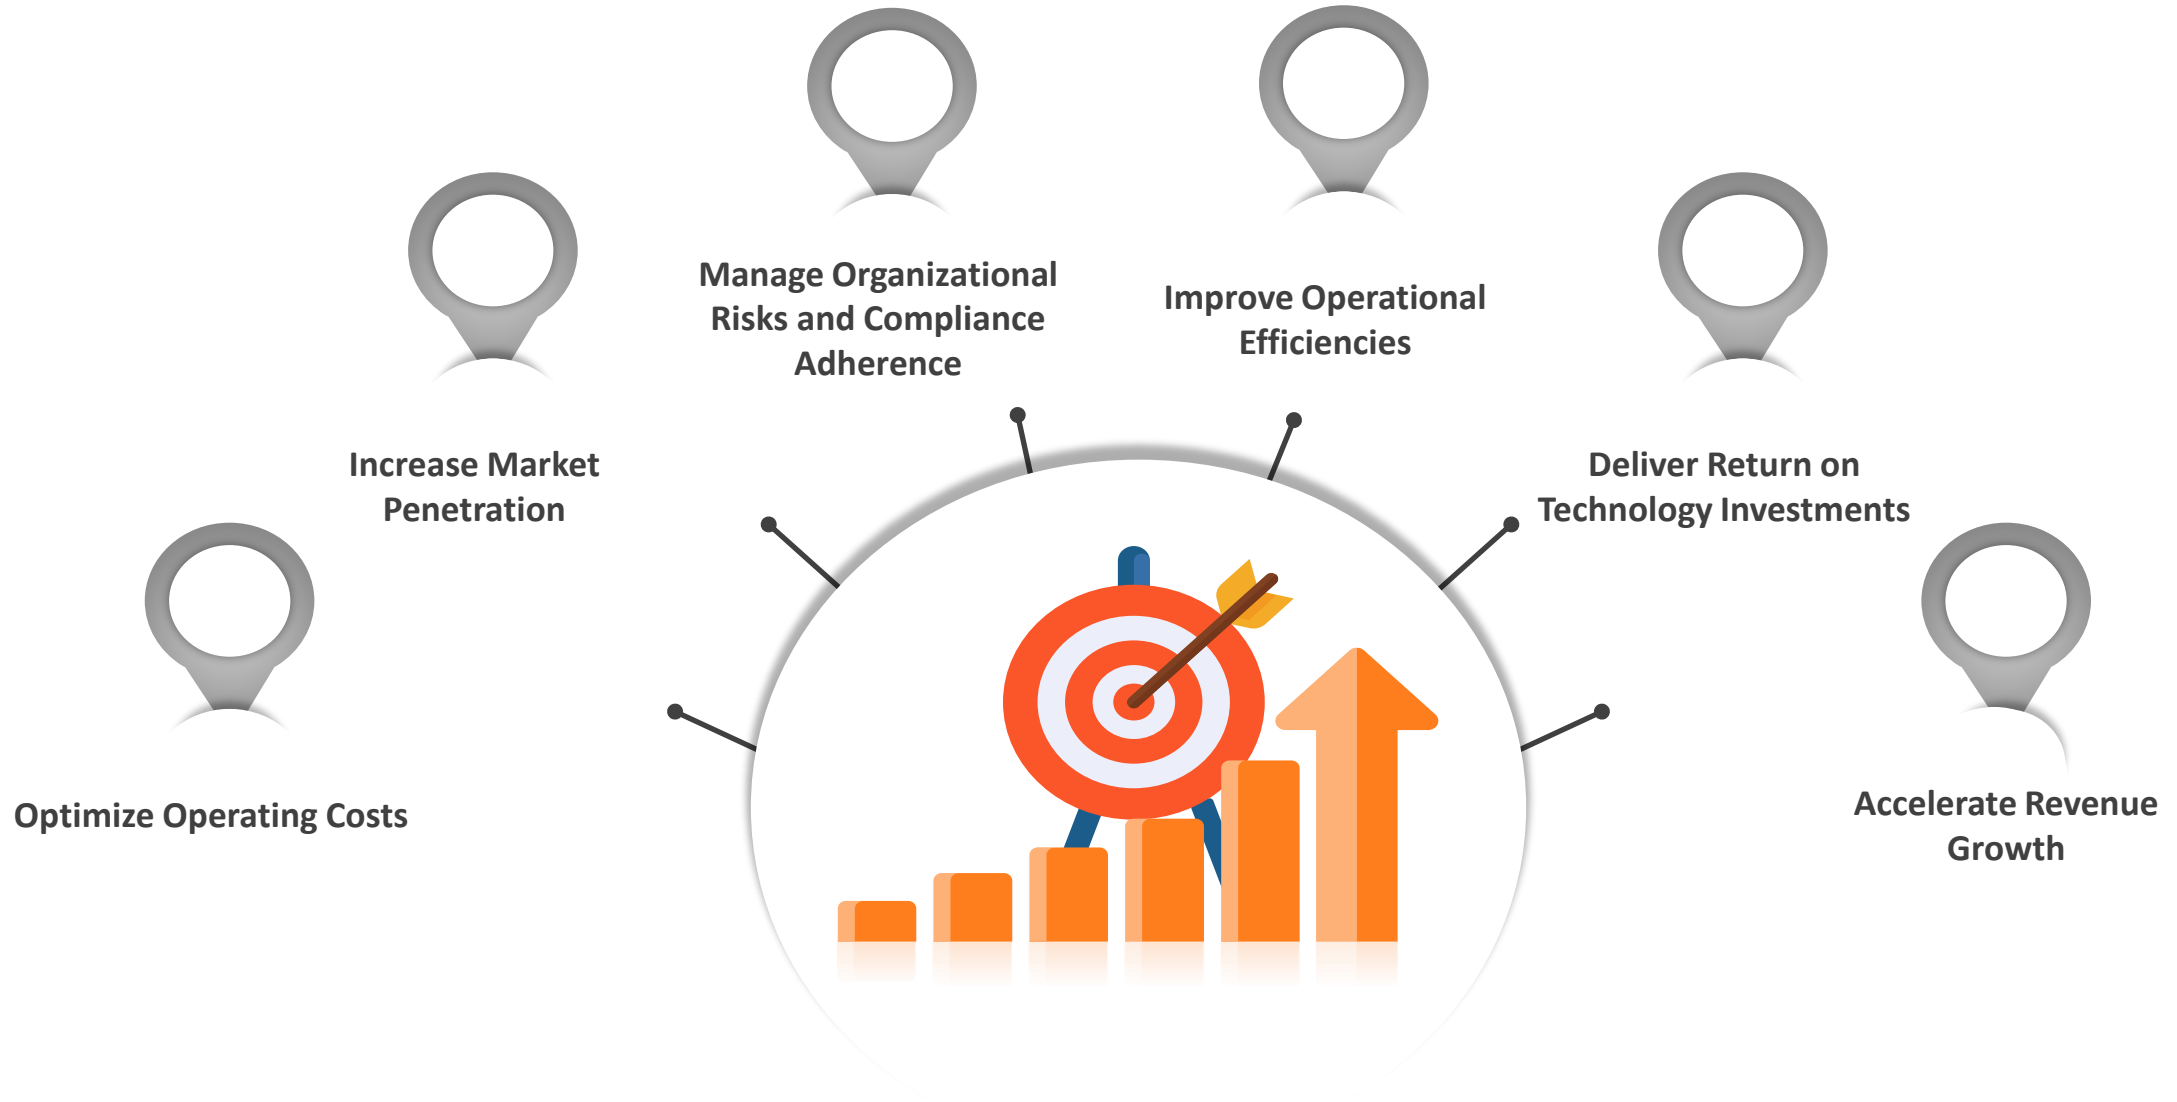 Manage Organizational
Risks and Compliance
Adherence
Improve Operational
Efficiencies
Increase Market
Penetration
Deliver Return on
Technology Investments
Optimize Operating Costs
Accelerate Revenue
Growth